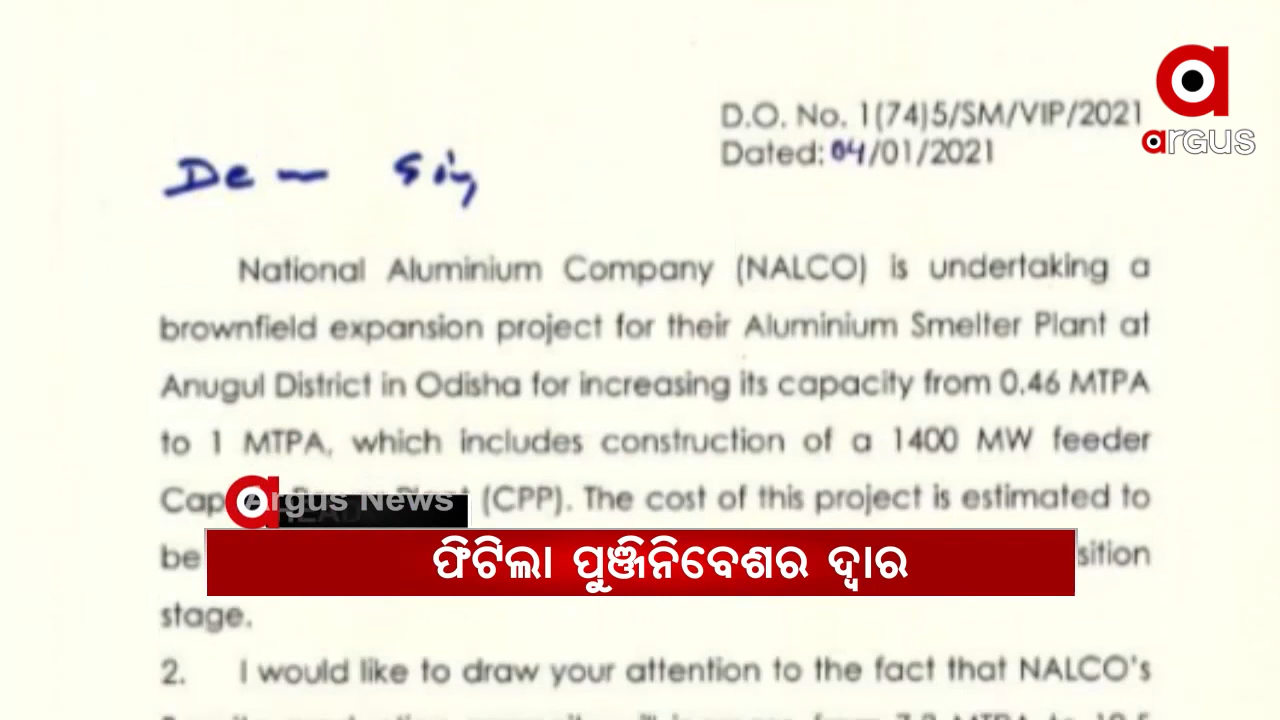 D.O. No. 1(74)5/SM/VIP/2021
Dated: 04/01/2021
argus
Dear Sir,
National Aluminium Company (NALCO) is undertaking a
brownfield expansion project for their Aluminium Smelter Plant at
Anugul District in Odisha for increasing its capacity from 0.46 MTPA
to 1 MTPA, which includes construction of a 1400 MW feeder
(CPP). The cost of this project is estimated to
Argus News
be
ଫିଟିଲା ପୁଞ୍ଜିନିବେଶର ଦ୍ୱାର
stage.
2. I would like to draw your attention to the fact that NALCO's